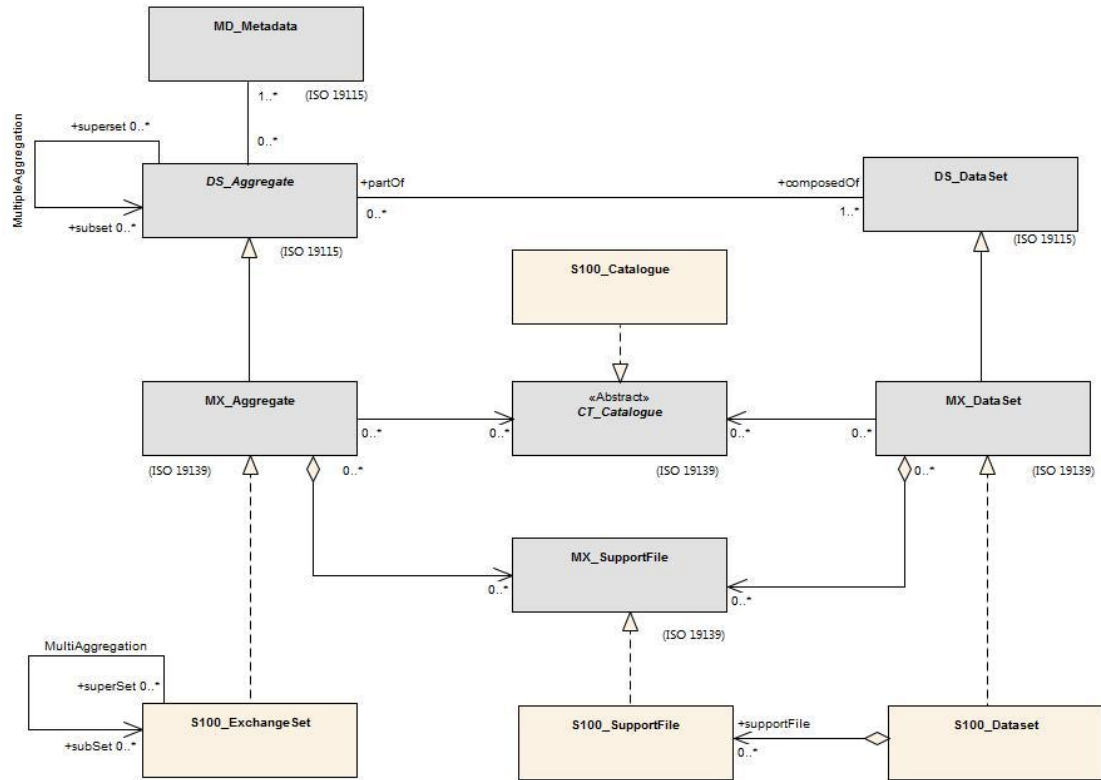 MD_Metadata
1..*
(ISO 19115)
+superset 0..*
0..*
MultipleAggregation
DS_Aggregate
+partOf
+composedOf
DS_DataSet
0..*
1..*
+subset 0..*
(ISO 19115)
(ISO 19115)
S100_Catalogue
MX_Aggregate
«Abstract»
CT_Catalogue
MX_DataSet
0..*
0..*
0..*
0..*
(ISO 19139)
0..*
(ISO 19139)
0..*
(ISO 19139)
MX_SupportFile
0..*
0..*
(ISO 19139)
MultiAggregation
+superSet 0..*
S100_ExchangeSet
+subSet 0..*
S100_SupportFile
+supportFile
0..*
S100_Dataset